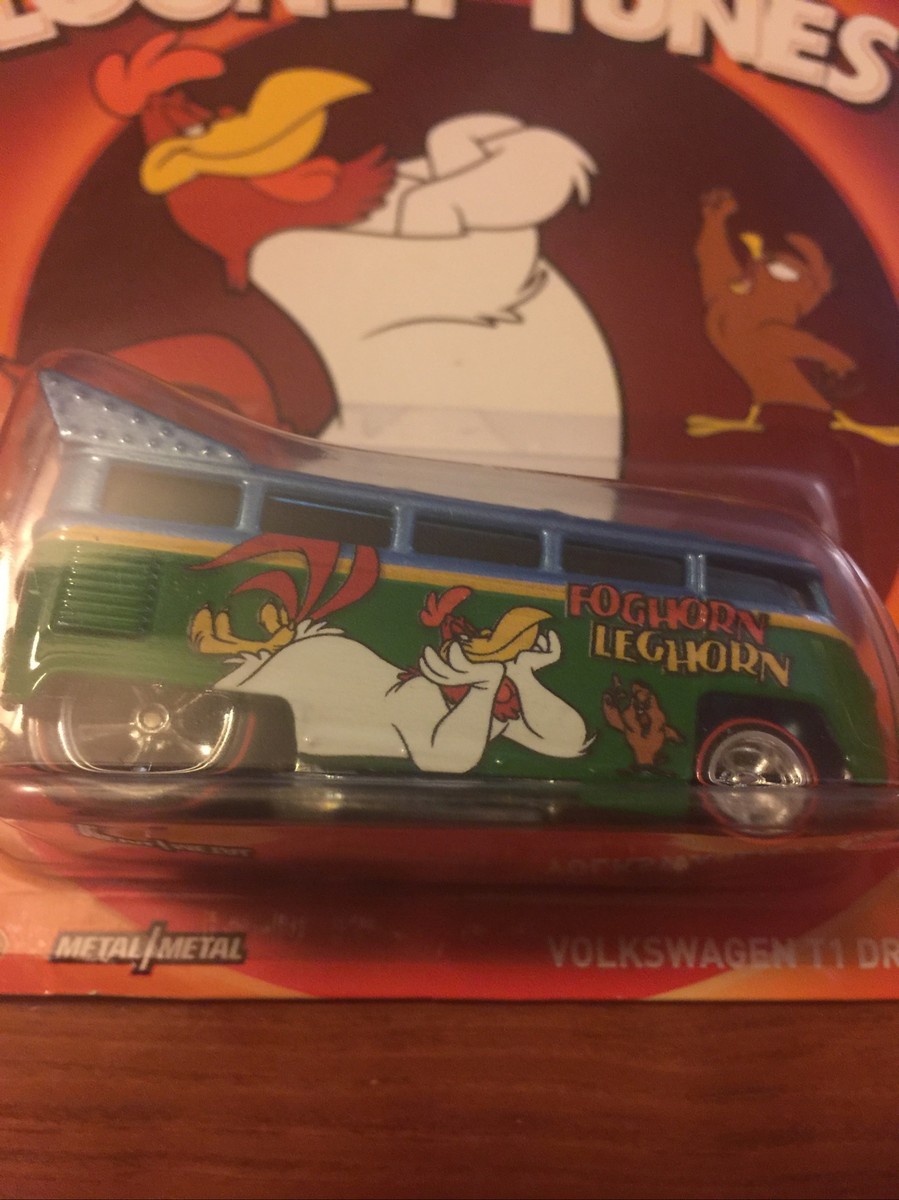 LOONEY TUNES
FOGHORN
LEGHORN
METAL/METAL
VOLKSWAGEN T1 DR